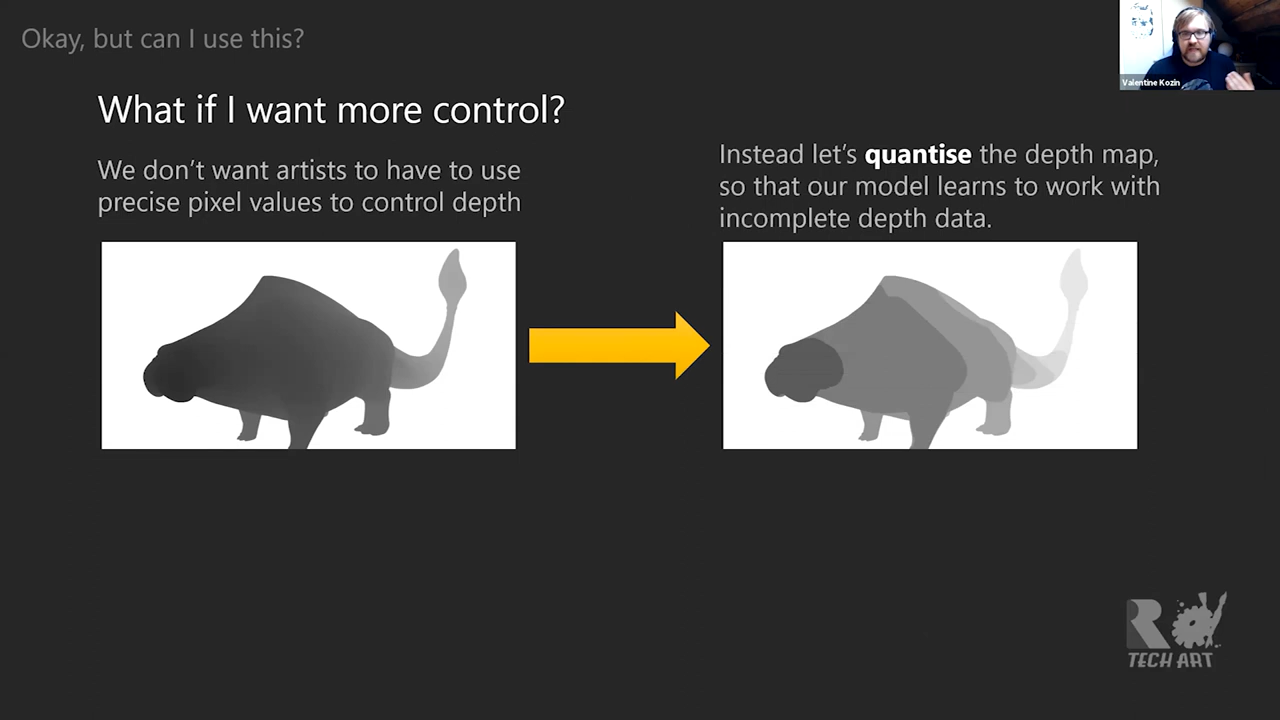 Okay, but can I use this?
Valentine Kozin
What if I want more control?
We don’t want artists to have to use
precise pixel values to control depth
Instead let’s quantise the depth map,
so that our model learns to work with
incomplete depth data.
R
TECH ART